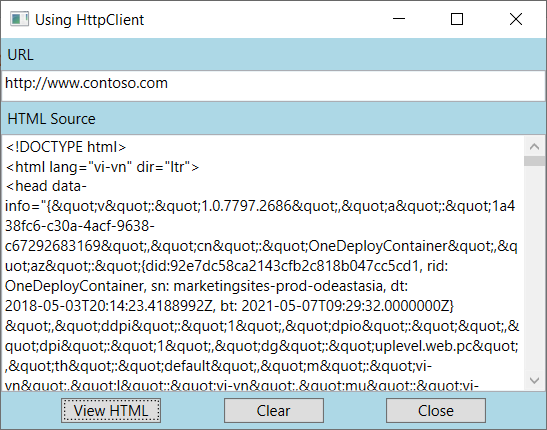 Using HttpClient
URL
http://www.contoso.com
HTML Source
<!DOCTYPE html>
<html lang="vi-vn" dir="ltr">
<head data-
info="{&quot;v&quot;:&quot;1.0.7797.2686&quot;,&quot;a&quot;:&quot;1a4
38fc6-c30a-4acf-9638-
c67292683169&quot;,&quot;cn&quot;:&quot;OneDeployContainer&quot;,&q
uot;az&quot;:&quot;{did:92e7dc58ca2143cfb2c818b047cc5cd1, rid:
OneDeployContainer, sn: marketingsites-prod-odeastasia, dt:
2018-05-03T20:14:23.4188992Z, bt: 2021-05-07T09:29:32.0000000Z}
&quot;,&quot;ddpi&quot;:&quot;1&quot;,&quot;dpio&quot;:&quot;&quot;,&
quot;dpi&quot;:&quot;1&quot;,&quot;dg&quot;:&quot;uplevel.web.pc&quot;
,&quot;th&quot;:&quot;default&quot;,&quot;m&quot;:&quot;vi-
vn&quot;,&quot;l&quot;:&quot;vi-vn&quot;,&quot;mu&quot;:&quot;vi-
View HTML
Clear
Close